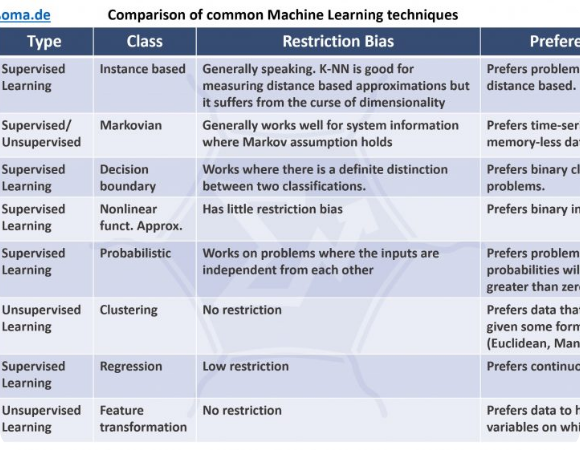 soma.de Comparison of common Machine Learning techniques
Type Class Restriction Bias
Supervised Instance based Generally speaking. K-NN is good for Prefers problem
Learning measuring distance based approximations but distance based.
it suffers from the curse of dimensionality
Supervised/ Markovian Generally works well for system information Prefers time-ser
Unsupervised where Markov assumption holds memory-less dat
Supervised Decision Works where there is a definite distinction Prefers binary cl
Learning boundary between two classifications. problems.
Supervised Nonlinear Has little restriction bias Prefers binary in
Learning funct. Approx.
Supervised Probabilistic Works on problems where the inputs are Prefers problem
Learning independent from each other probabilities will
greater than zero
Unsupervised Clustering No restriction Prefers data that
Learning given some form
(Euclidean, Man
Supervised Regression Low restriction Prefers continuo
Learning
Unsupervised Feature No restriction Prefers data to h
Learning transformation variables on whi